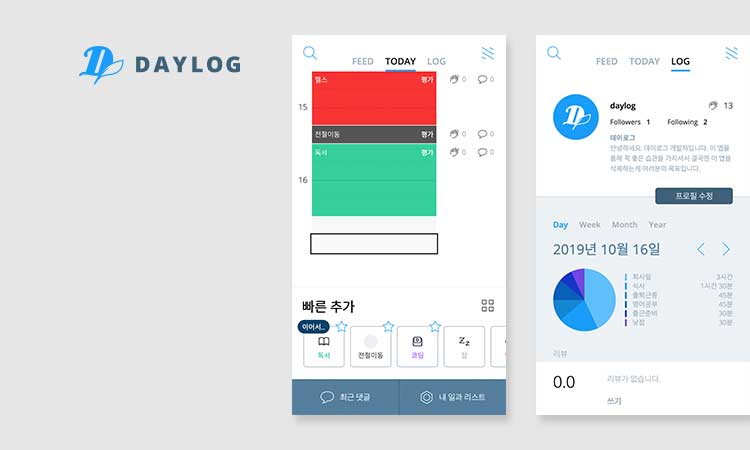 DAYLOG
FEED TODAY LOG
헬스 평가 0 0
15
전철이동 평가 0 0
독서 평가 0 0
16
빠른 추가
이어서..
독서 전철이동 코딩 잠
최근 댓글 내 일과 리스트
FEED TODAY LOG
daylog 13
Followers 1 Following 2
데이로그
안녕하세요. 데이로그 개발자입니다. 이 앱을
통해 꼭 좋은 습관을 가지셔서 결국엔 이 앱을
삭제하는게 여러분의 목표입니다.
프로필 수정
Day Week Month Year
2019년 10월 16일
회사일 3시간
식사 1시간 30분
출퇴근중 45분
영어공부 45분
출근준비 30분
낮잠 30분
리뷰
0.0 리뷰가 없습니다.
쓰기